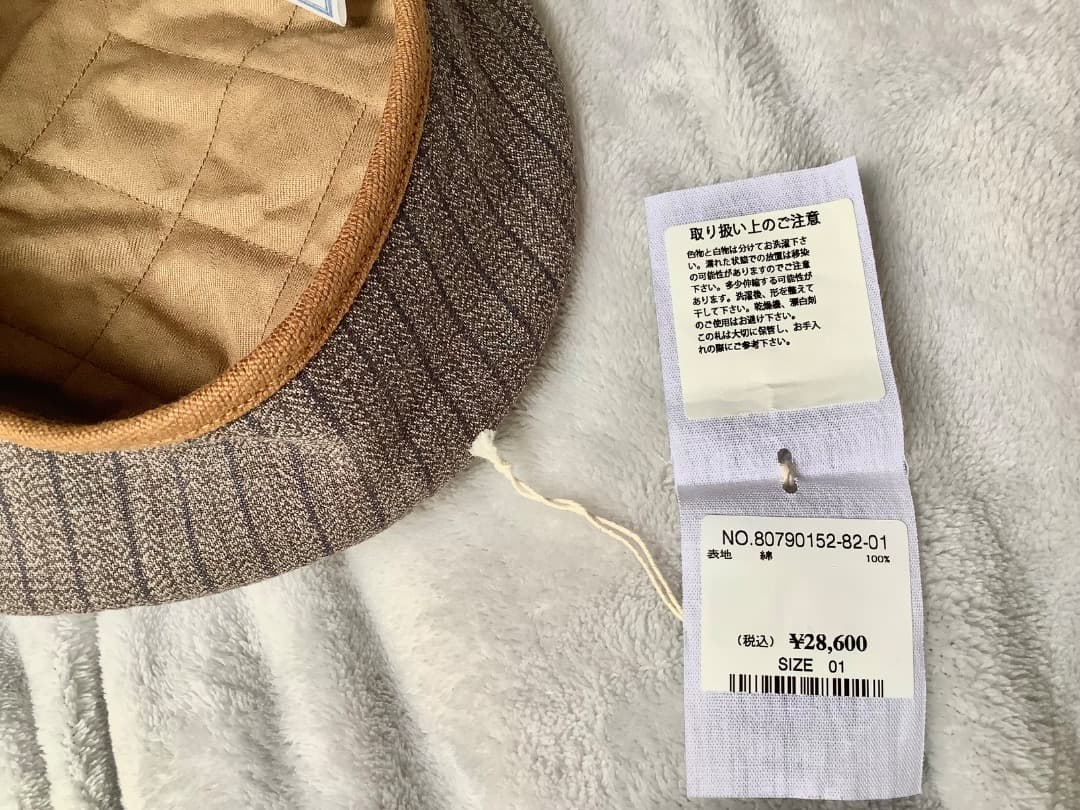 取り扱い上のご注意
色物と白物は分けてお洗濯下さ
い。濡れた状態での放置は移染
の可能性がありますのでご注意
下さい。多少伸縮する可能性が
あります。洗濯後、形を整えて
干して下さい。乾燥機、漂白剤
のご使用はお避け下さい。
この札は大切に保管し、お手入
れの際にご参考下さい。
NO.80790152-82-01
表地 綿 100%
(税込) ¥28,600
SIZE 01